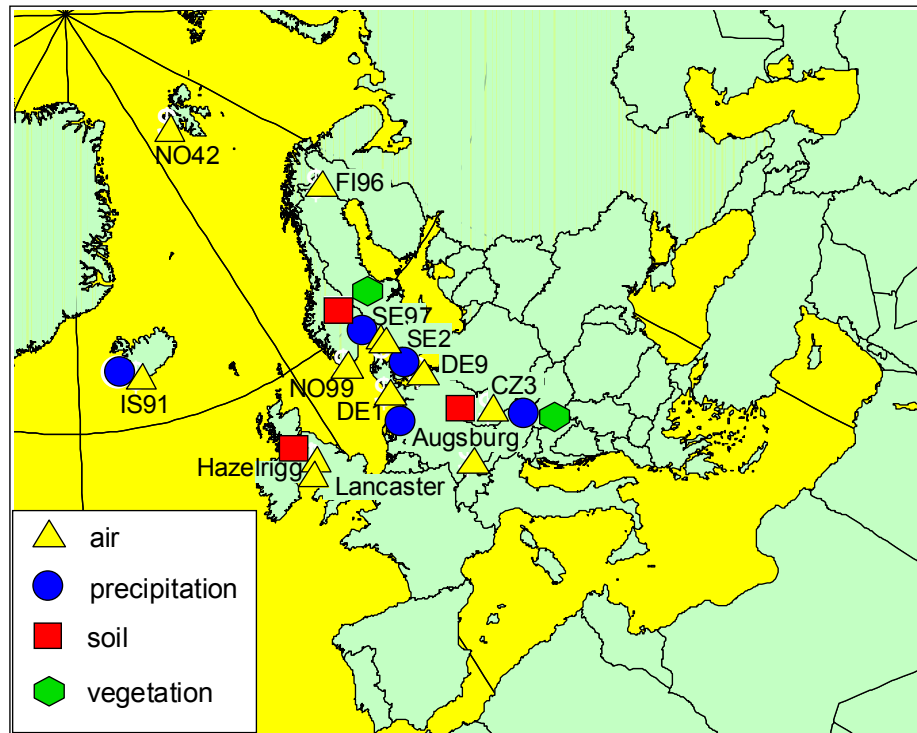 NO42
FI96
SE97
SE2
DE9
NO99
CZ3
IS91
DE1
Augsburg
Hazelrigg
Lancaster
air
precipitation
soil
vegetation